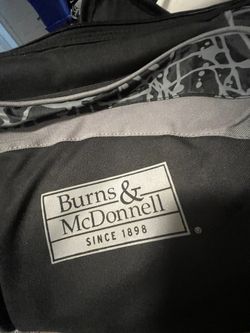 Burns &
McDonnell
SINCE 1898
®